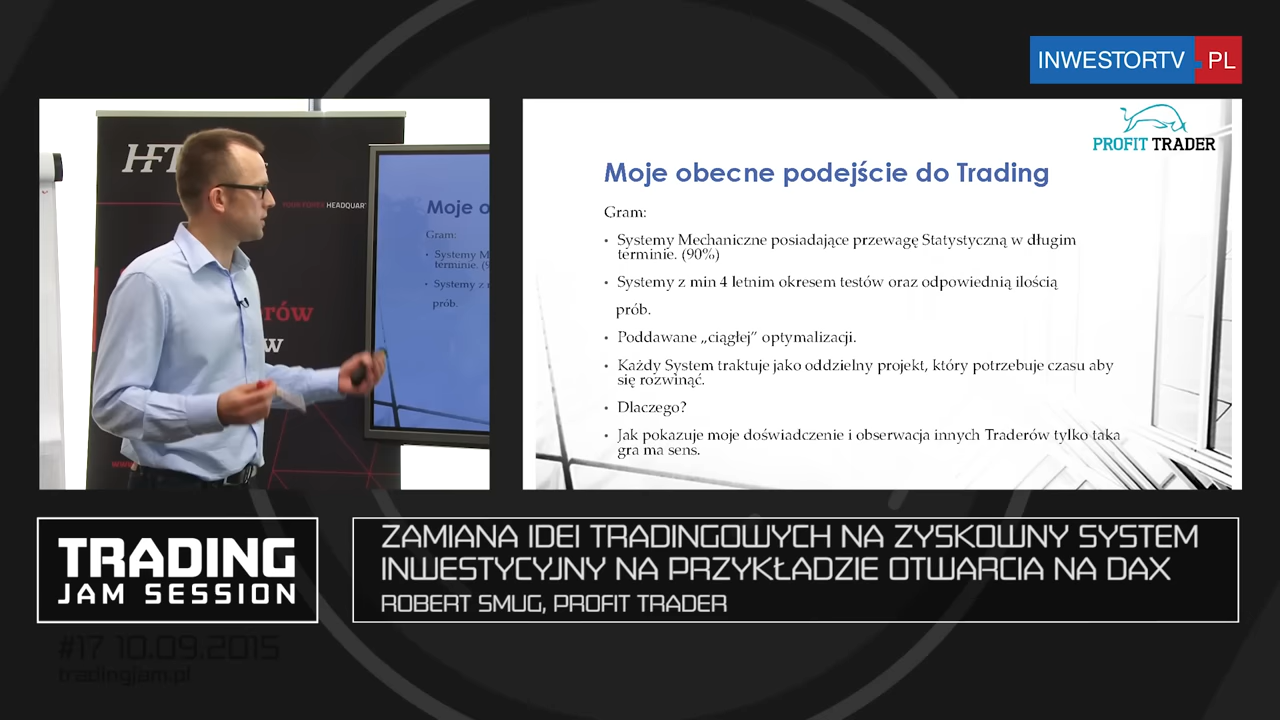 INWESTORTV.PL
HFT
YOUR FOREX HEADQUAR
rów
w
Moje o
Gram:
Systemy M
terminie. (9
Systemy z
prób.
PROFIT TRADER
Moje obecne podejście do Trading
Gram:
• Systemy Mechaniczne posiadające przewagę Statystyczną w długim
terminie. (90%)
• Systemy z min 4 letnim okresem testów oraz odpowiednią ilością
prób.
• Poddawane „ciągłej” optymalizacji.
• Każdy System traktuje jako oddzielny projekt, który potrzebuje czasu aby
się rozwinąć.
• Dlaczego?
• Jak pokazuje moje doświadczenie i obserwacja innych Traderów tylko taka
gra ma sens.
TRADING
JAM SESSION
ZAMIANA IDEI TRADINGOWYCH NA ZYSKOWNY SYSTEM
INWESTYCYJNY NA PRZYKŁADZIE OTWARCIA NA DAX
ROBERT SMUG, PROFIT TRADER
#17 10.09.2015
tradingjam.pl